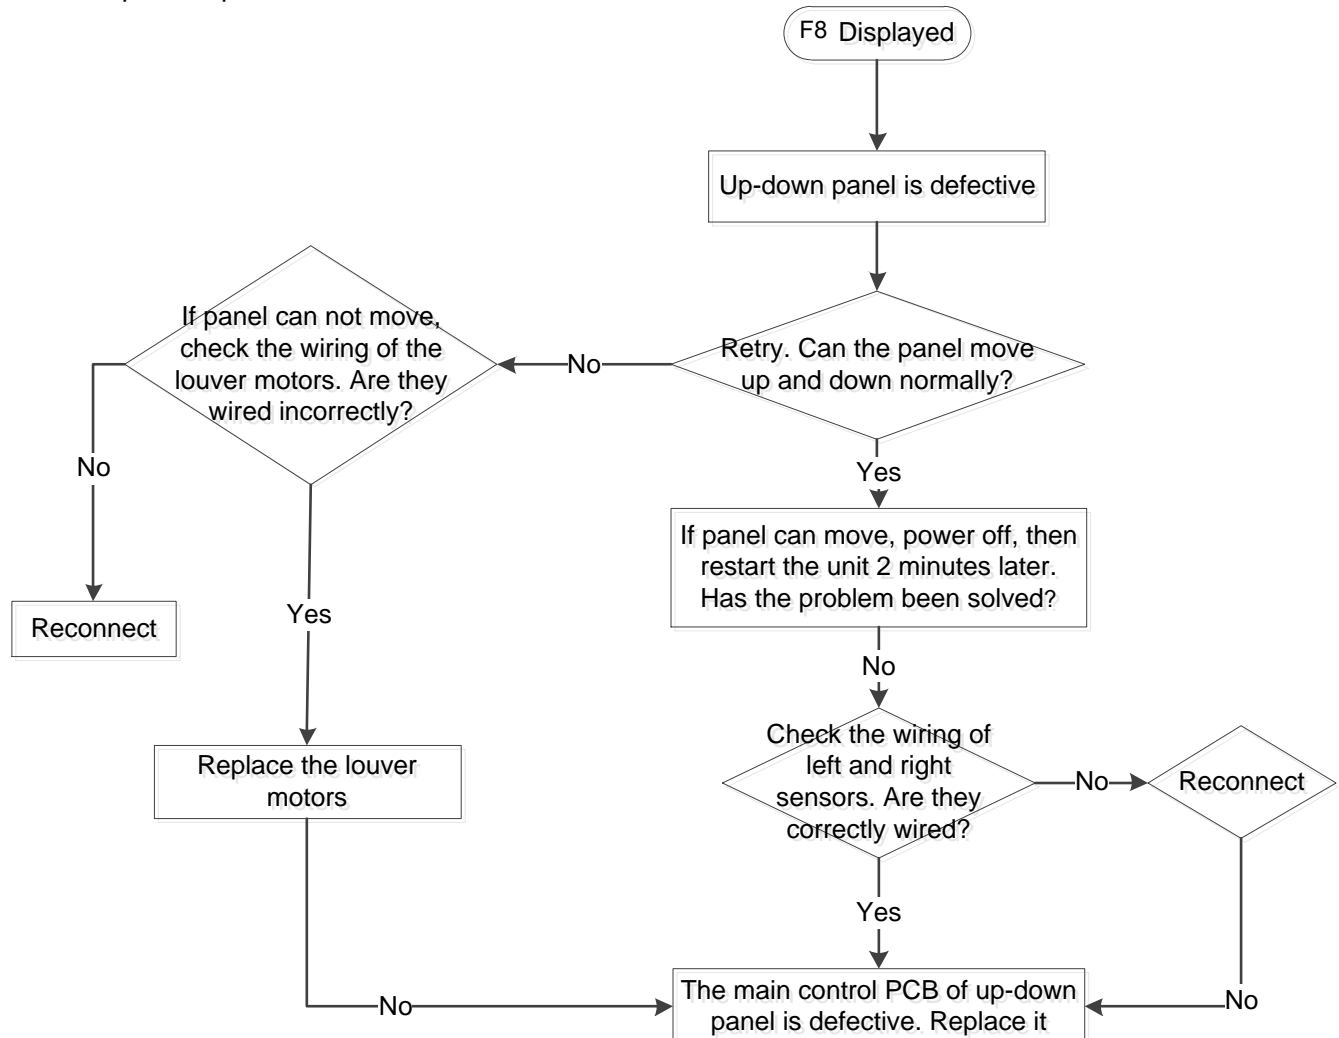 F8 Displayed
Up-down panel is defective
If panel can not move,
check the wiring of the
louver motors. Are they
wired incorrectly?
No
Retry. Can the panel move
up and down normally?
No
Yes
If panel can move, power off, then
restart the unit 2 minutes later.
Has the problem been solved?
Yes
Reconnect
No
Replace the louver
motors
Check the wiring of
left and right
sensors. Are they
correctly wired?
No
Reconnect
Yes
No
The main control PCB of up-down
panel is defective. Replace it
No